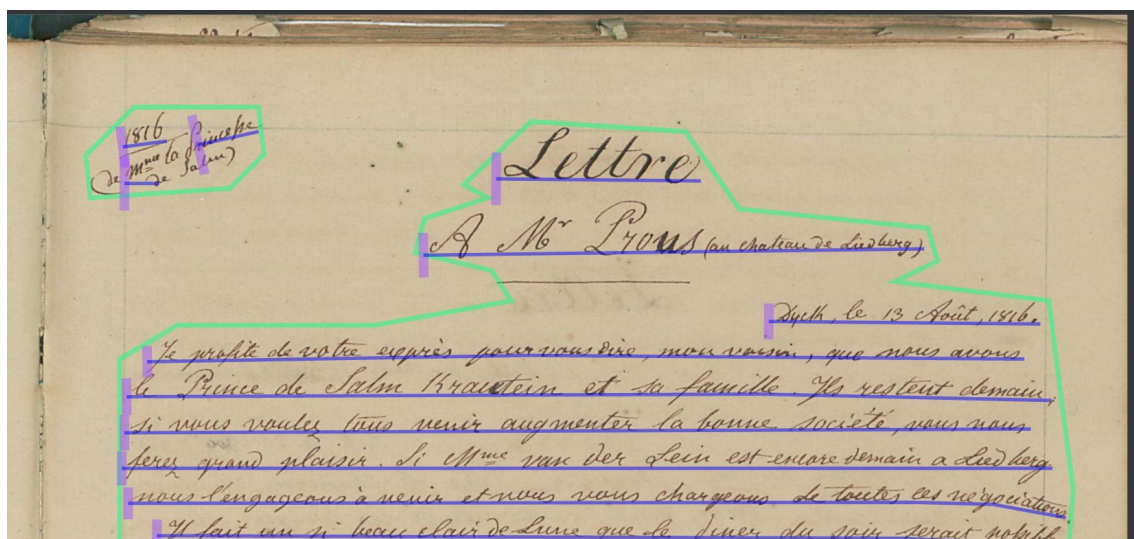 1816
(de Mme la Princesse
de Salm)
Lettre
A Mr Prous (au chateau de Liedberg)
Dyck, le 13 Août, 1816.
Je profite de votre exprès pour vous dire, mon voisin, que nous avons
le Prince de Salm Krautein et sa famille. Ils restent demain,
si vous voulez tous venir augmenter la bonne société, vous nous
ferez grand plaisir. Si Mme van der Lein est encore demain a Liedberg
nous l'engageons à venir et nous vous chargeons de toutes ces négociations.
Il fait un si beau clair de Lune que le diner du soir serait